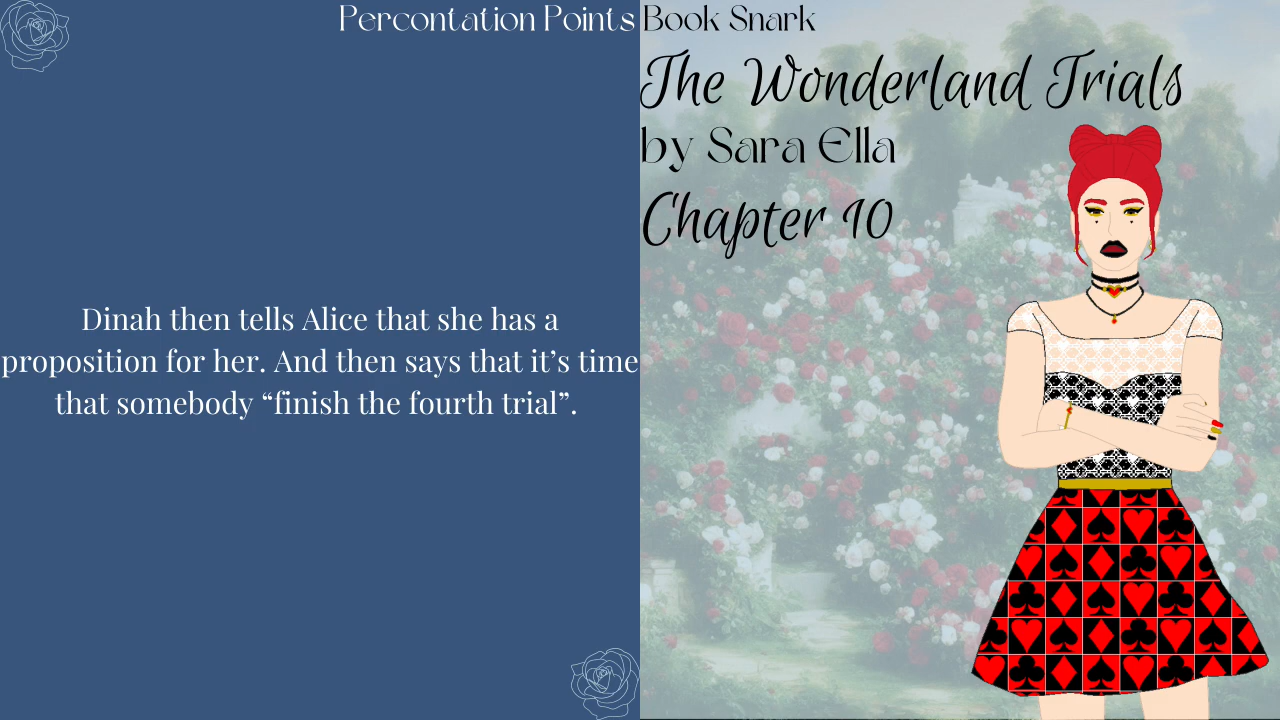 Percontation Points Book Snark
The Wonderland Trials
by Sara Ella
Chapter 10
Dinah then tells Alice that she has a
proposition for her. And then says that it’s time
that somebody “finish the fourth trial”.